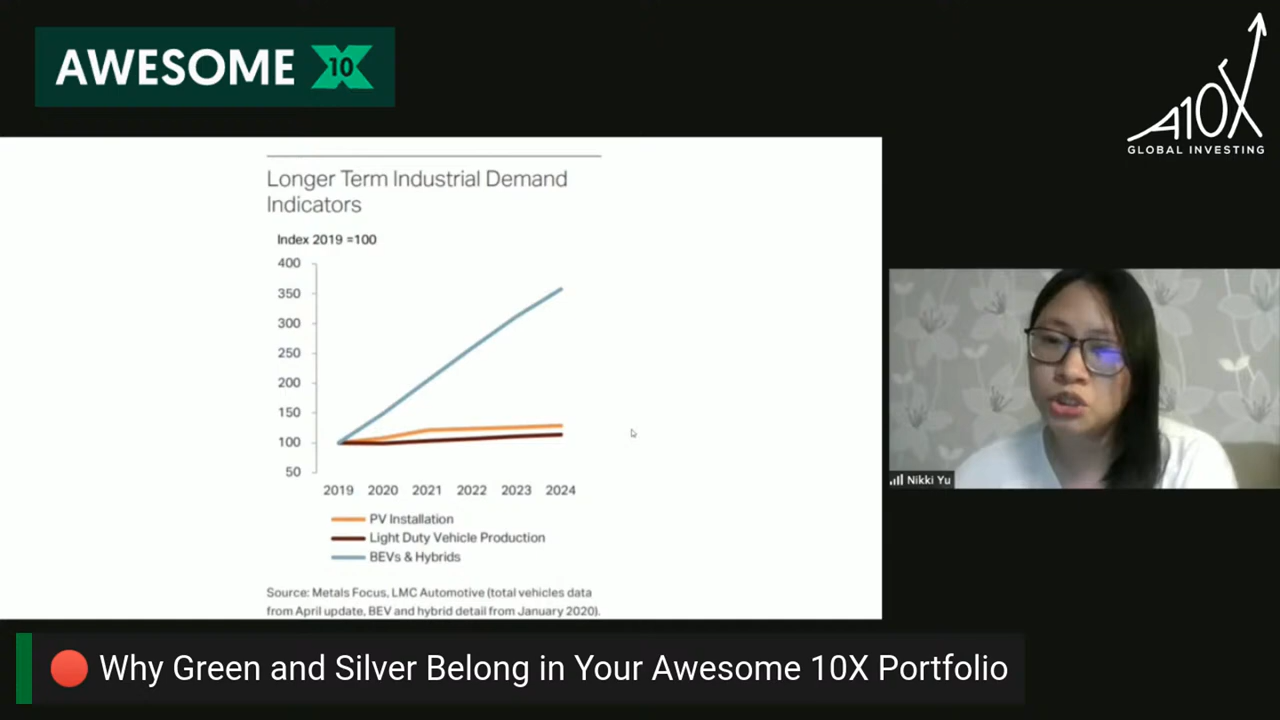 AWESOME 10X
A10X
GLOBAL INVESTING
Longer Term Industrial Demand
Indicators
Index 2019 =100
400
350
300
250
200
150
100
50
2019 2020 2021 2022 2023 2024
PV Installation
Light Duty Vehicle Production
BEVs & Hybrids
Source: Metals Focus, LMC Automotive (total vehicles data
from April update, BEV and hybrid detail from January 2020).
Nikki Yu
Why Green and Silver Belong in Your Awesome 10X Portfolio